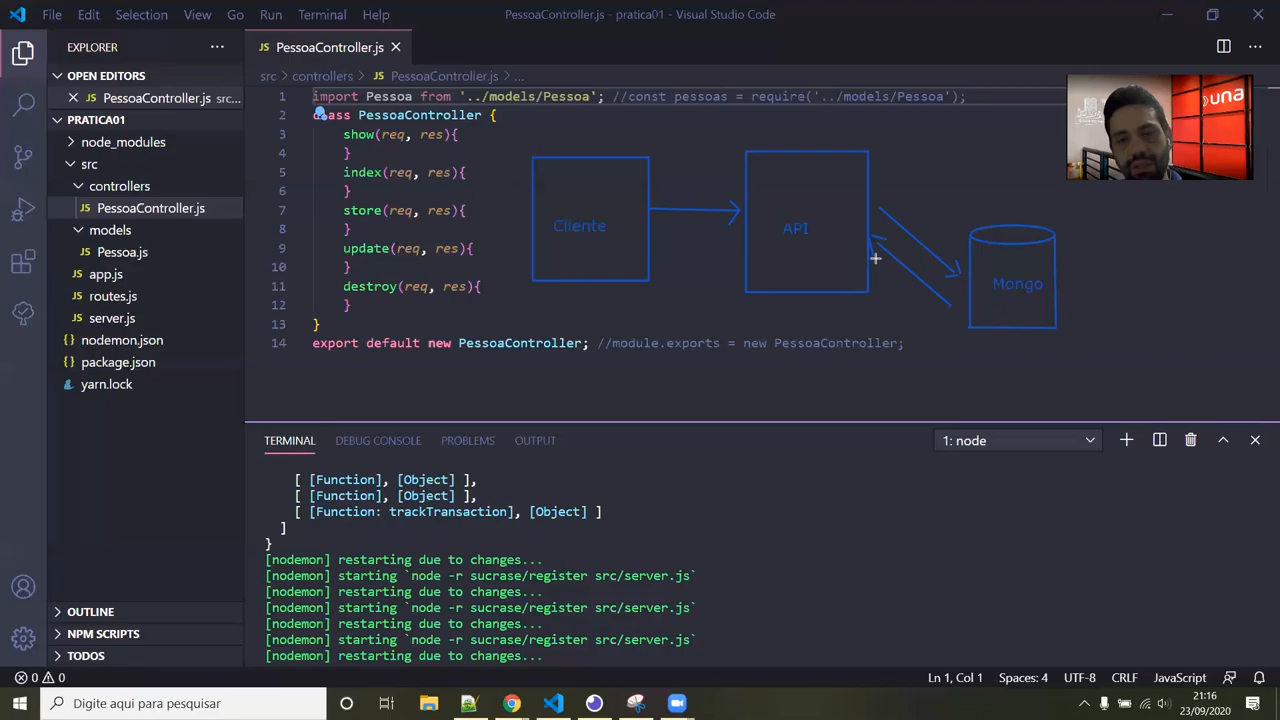 File Edit Selection View Go Run Terminal Help PessoaController.js - pratica01 - Visual Studio Code
EXPLORER
OPEN EDITORS
PessoaController.js src...
PRATICA01
node_modules
src
controllers
PessoaController.js
models
Pessoa.js
app.js
routes.js
server.js
nodemon.json
package.json
yarn.lock
OUTLINE
NPM SCRIPTS
TODOS
JS PessoaController.js
src > controllers > JS PessoaController.js > ...
1 import Pessoa from '../models/Pessoa'; //const pessoas = require('../models/Pessoa');
2 class PessoaController {
3 show(req, res){
4 }
5 index(req, res){
6 }
7 store(req, res){
8 }
9 update(req, res){
10 }
11 destroy(req, res){
12 }
13 }
14 export default new PessoaController; //module.exports = new PessoaController;
Cliente
API
Mongo
una
TERMINAL DEBUG CONSOLE PROBLEMS OUTPUT 1: node
[ [Function], [Object] ],
[ [Function], [Object] ],
[ [Function: trackTransaction], [Object] ]
]
}
[nodemon] restarting due to changes...
[nodemon] starting `node -r sucrase/register src/server.js`
[nodemon] restarting due to changes...
[nodemon] starting `node -r sucrase/register src/server.js`
[nodemon] restarting due to changes...
[nodemon] starting `node -r sucrase/register src/server.js`
[nodemon] restarting due to changes...
0 0 Ln 1, Col 1 Spaces: 4 UTF-8 CRLF JavaScript
Digite aqui para pesquisar
21:16
23/09/2020